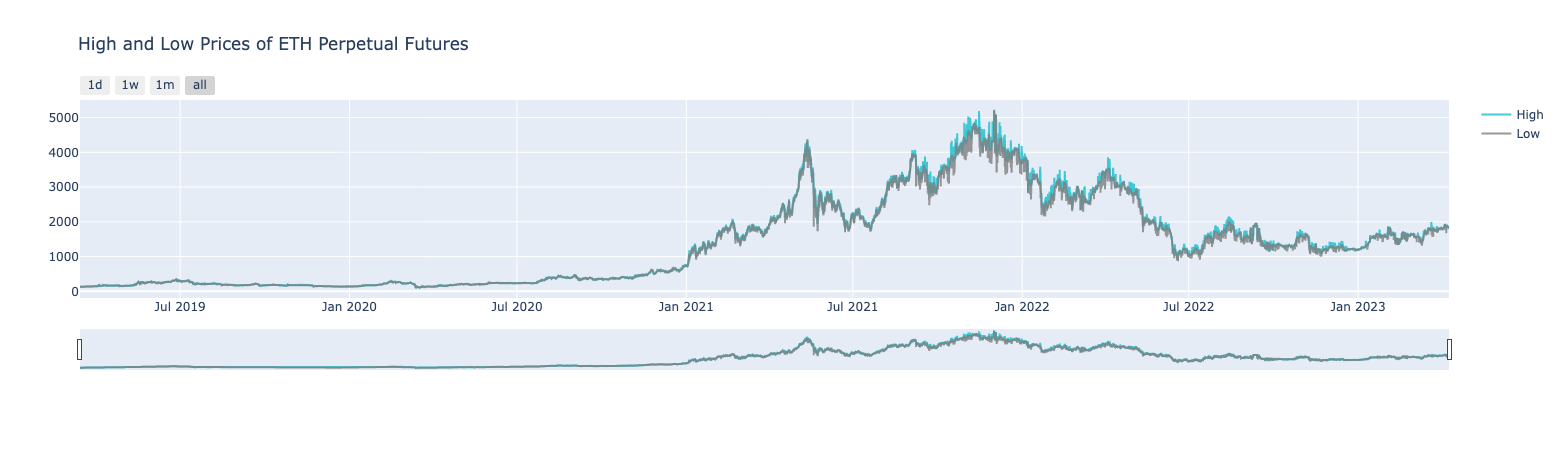 High and Low Prices of ETH Perpetual Futures
1d 1w 1m all
High
Low
5000
4000
3000
2000
1000
0
Jul 2019 Jan 2020 Jul 2020 Jan 2021 Jul 2021 Jan 2022 Jul 2022 Jan 2023